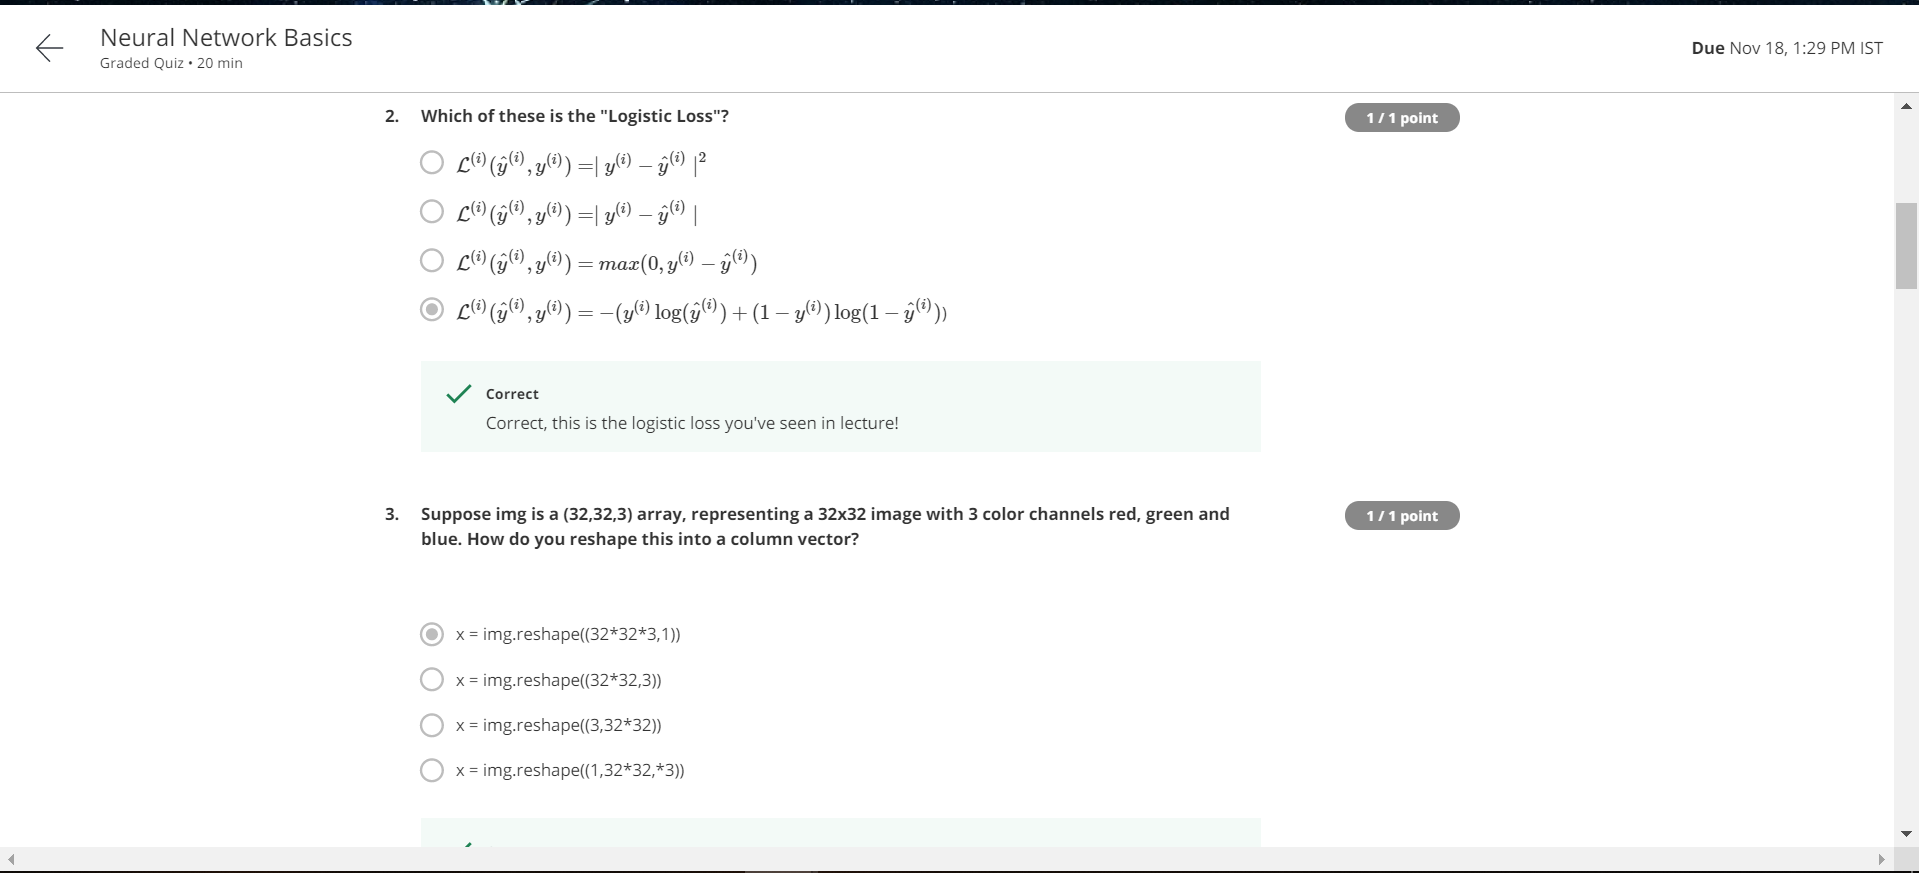 Neural Network Basics
Graded Quiz • 20 min
Due Nov 18, 1:29 PM IST
2. Which of these is the "Logistic Loss"?
1 / 1 point
ℒ⁽ⁱ⁾(ŷ⁽ⁱ⁾, y⁽ⁱ⁾) =| y⁽ⁱ⁾ − ŷ⁽ⁱ⁾ |²
ℒ⁽ⁱ⁾(ŷ⁽ⁱ⁾, y⁽ⁱ⁾) =| y⁽ⁱ⁾ − ŷ⁽ⁱ⁾ |
ℒ⁽ⁱ⁾(ŷ⁽ⁱ⁾, y⁽ⁱ⁾) = max(0, y⁽ⁱ⁾ − ŷ⁽ⁱ⁾)
ℒ⁽ⁱ⁾(ŷ⁽ⁱ⁾, y⁽ⁱ⁾) = −(y⁽ⁱ⁾ log(ŷ⁽ⁱ⁾) + (1 − y⁽ⁱ⁾) log(1 − ŷ⁽ⁱ⁾))
Correct
Correct, this is the logistic loss you've seen in lecture!
3. Suppose img is a (32,32,3) array, representing a 32x32 image with 3 color channels red, green and
blue. How do you reshape this into a column vector?
1 / 1 point
x = img.reshape((32*32*3,1))
x = img.reshape((32*32,3))
x = img.reshape((3,32*32))
x = img.reshape((1,32*32,*3))